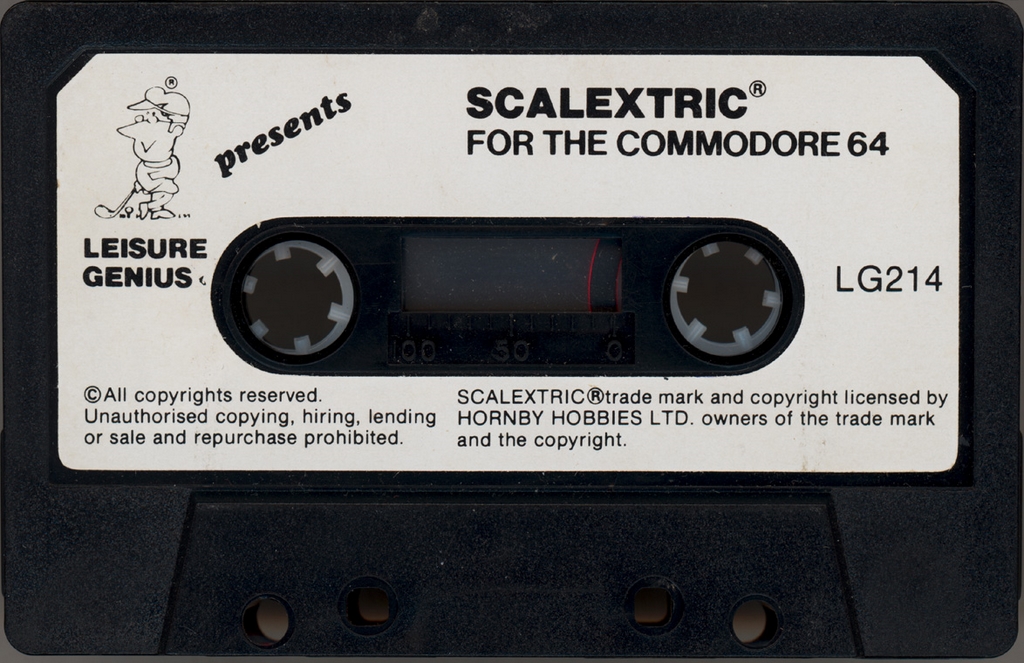 ®
presents
SCALEXTRIC®
FOR THE COMMODORE 64
LEISURE
GENIUS
LG214
100 50 0
©All copyrights reserved.
Unauthorised copying, hiring, lending
or sale and repurchase prohibited.
SCALEXTRIC®trade mark and copyright licensed by
HORNBY HOBBIES LTD. owners of the trade mark
and the copyright.